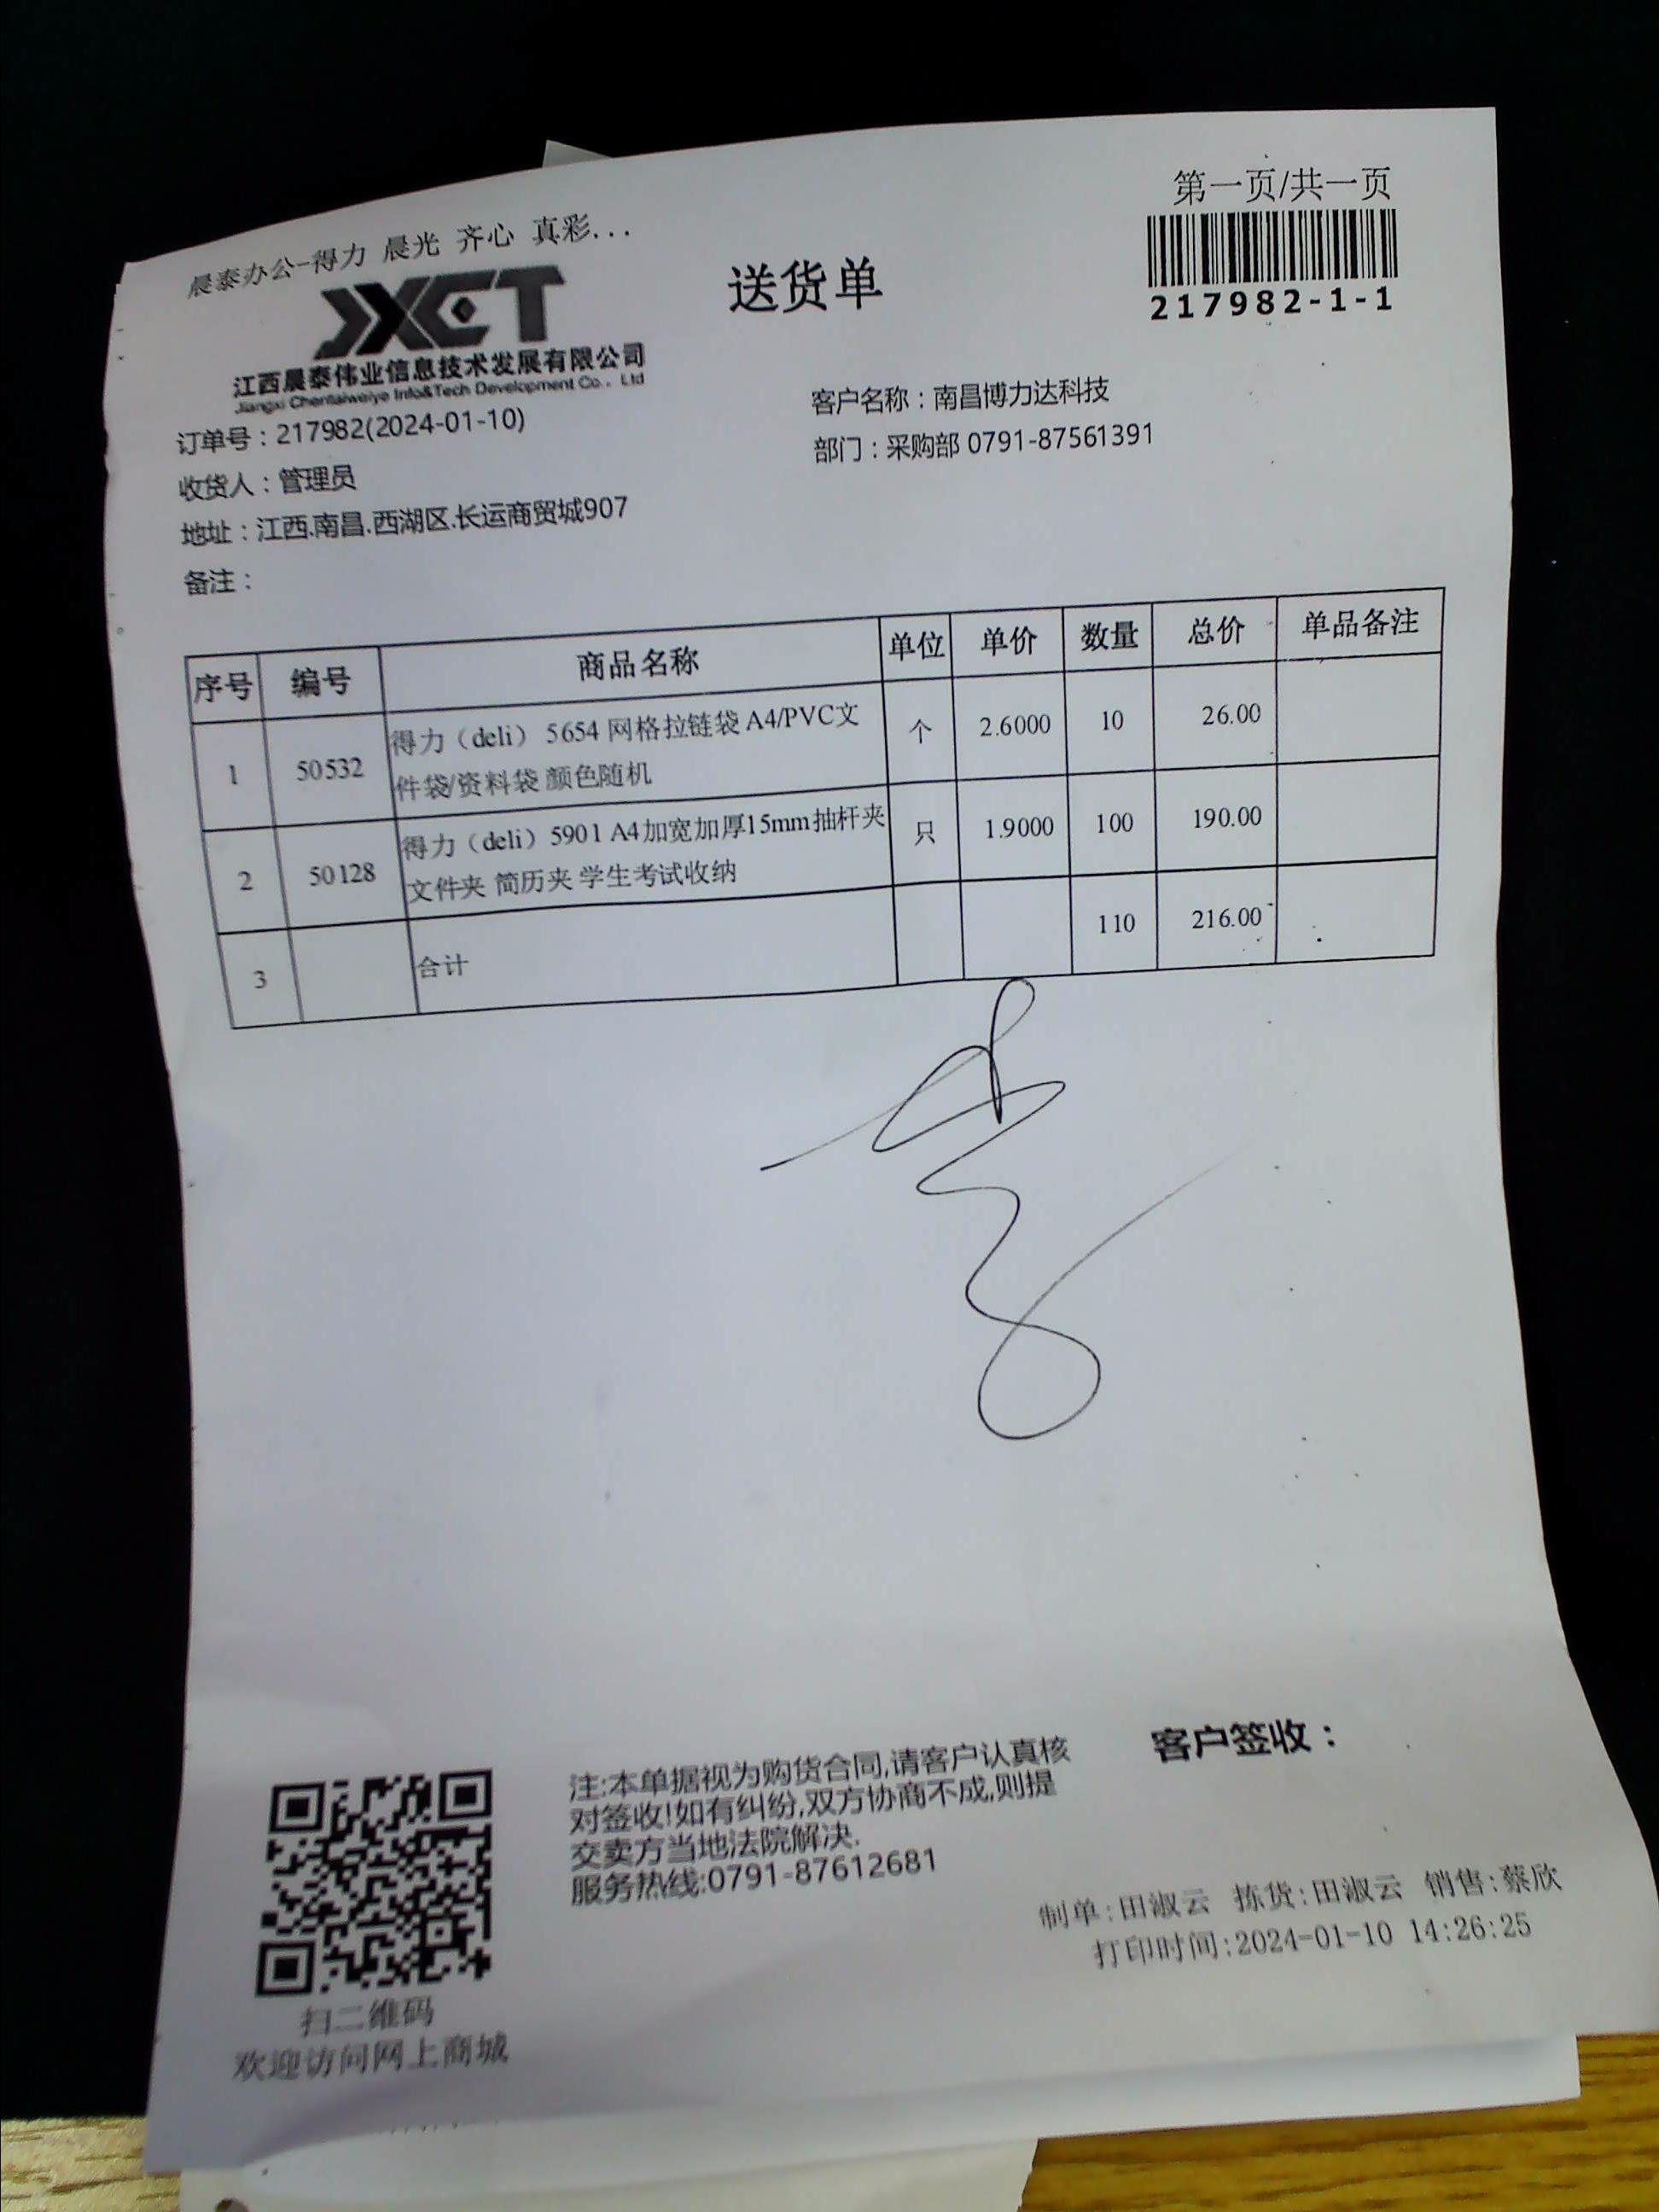 第一页/共一页
晨泰办公-得力 晨光 齐心 真彩...
JXCT
送货单
217982-1-1
江西晨泰伟业信息技术发展有限公司
Jiangxi Chentaiweiye Info&Tech Development Co., Ltd
订单号：217982(2024-01-10)
客户名称：南昌博力达科技
收货人：管理员
部门：采购部 0791-87561391
地址：江西.南昌.西湖区.长运商贸城907
备注：
序号 编号 商品名称 单位 单价 数量 总价 单品备注
1 50532 得力（deli） 5654 网格拉链袋 A4/PVC文 个 2.6000 10 26.00
件袋/资料袋 颜色随机
2 50128 得力（deli）5901 A4加宽加厚15mm抽杆夹 只 1.9000 100 190.00
文件夹 简历夹 学生考试收纳
3 合计 110 216.00
注:本单据视为购货合同,请客户认真核
对签收!如有纠纷,双方协商不成,则提
交卖方当地法院解决.
服务热线:0791-87612681
客户签收：
制单:田淑云 拣货:田淑云 销售:蔡欣
打印时间:2024-01-10 14:26:25
扫二维码
欢迎访问网上商城